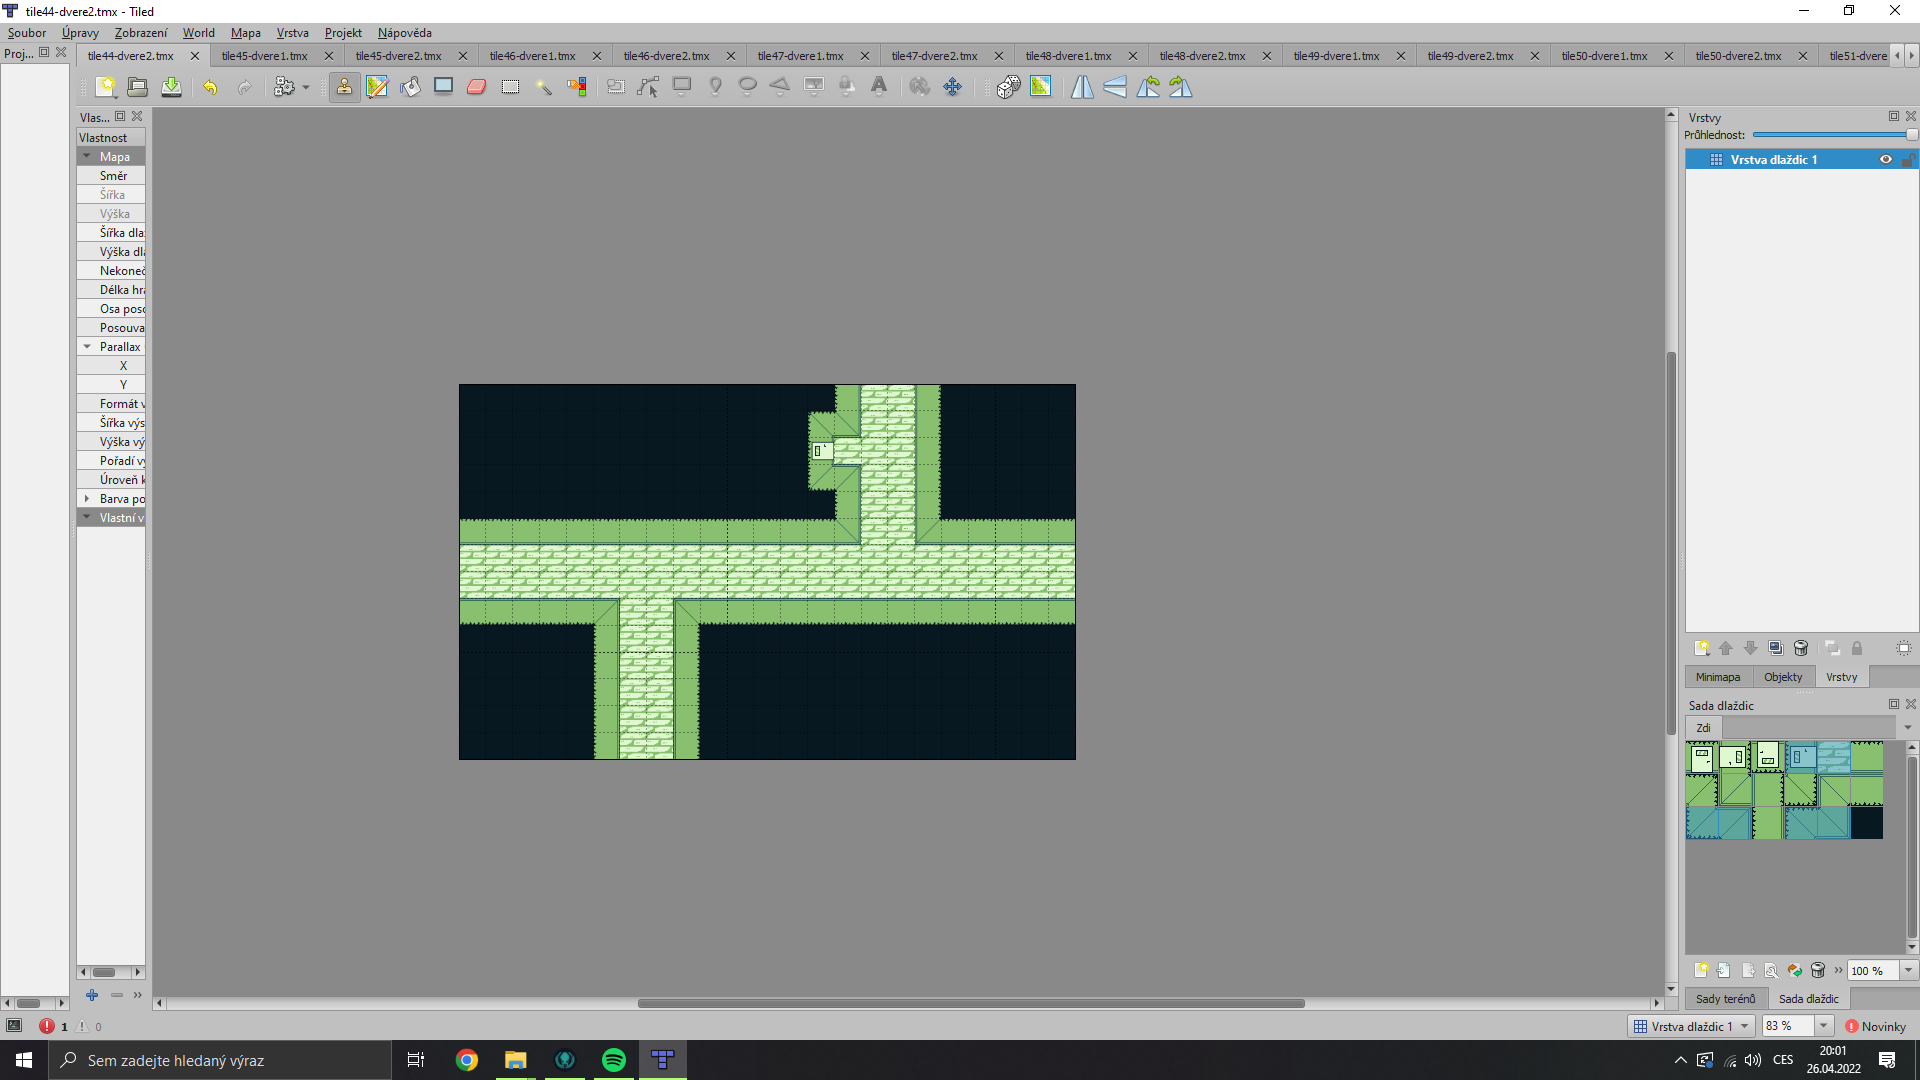 tile44-dvere2.tmx - Tiled
Soubor Úpravy Zobrazení World Mapa Vrstva Projekt Nápověda
Proj...
tile44-dvere2.tmx tile45-dvere1.tmx tile45-dvere2.tmx tile46-dvere1.tmx tile46-dvere2.tmx tile47-dvere1.tmx tile47-dvere2.tmx tile48-dvere1.tmx tile48-dvere2.tmx tile49-dvere1.tmx tile49-dvere2.tmx tile50-dvere1.tmx tile50-dvere2.tmx tile51-dvere
Vlas...
Vlastnost
Mapa
Směr
Šířka
Výška
Šířka dla
Výška dla
Nekoneč
Délka hr
Osa poso
Posouva
Parallax
X
Y
Formát v
Šířka výs
Výška vý
Pořadí vy
Úroveň k
Barva po
Vlastní v
Vrstvy
Průhlednost:
Vrstva dlaždic 1
Minimapa Objekty Vrstvy
Sada dlaždic
Zdi
100 %
Sady terénů Sada dlaždic
1 0
Vrstva dlaždic 1 83 % Novinky
Sem zadejte hledaný výraz
CES
20:01
26.04.2022